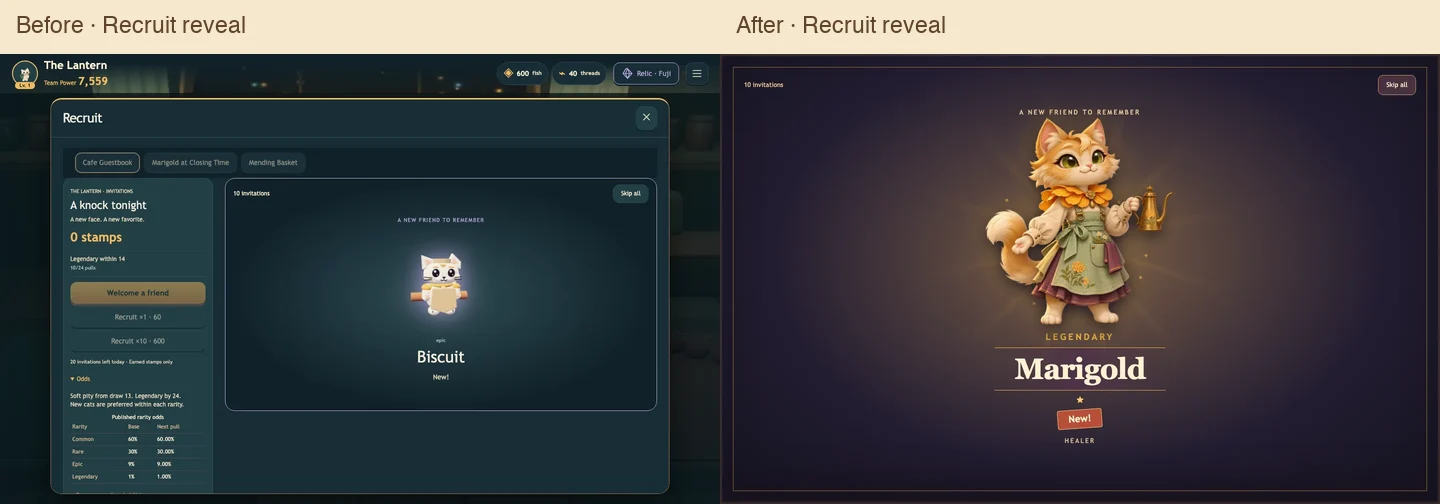 Before · Recruit reveal
After · Recruit reveal
The Lantern
Team Power 7,559
Lv. 1
600 fish
40 threads
Relic · Fuji
Recruit
Cafe Guestbook
Marigold at Closing Time
Mending Basket
THE LANTERN · INVITATIONS
A knock tonight
A new face. A new favorite.
0 stamps
Legendary within 14
10/24 pulls
Welcome a friend
Recruit ×1 · 60
Recruit ×10 · 600
20 invitations left today · Earned stamps only
▾ Odds
Soft pity from draw 13. Legendary by 24.
New cats are preferred within each rarity.
Published rarity odds
Rarity Base Next pull
Common 60% 60.00%
Rare 30% 30.00%
Epic 9% 9.00%
Legendary 1% 1.00%
10 invitations
Skip all
A NEW FRIEND TO REMEMBER
epic
Biscuit
New!
10 invitations
Skip all
A NEW FRIEND TO REMEMBER
LEGENDARY
Marigold
New!
HEALER